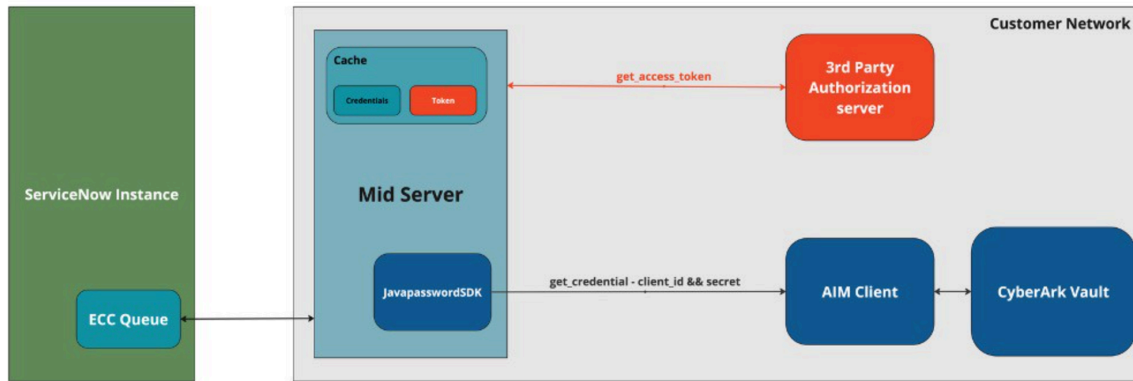 Customer Network
Cache
Credentials
Token
get_access_token
3rd Party
Authorization
server
ServiceNow Instance
Mid Server
JavapasswordSDK
get_credential - client_id && secret
AIM Client
CyberArk Vault
ECC Queue